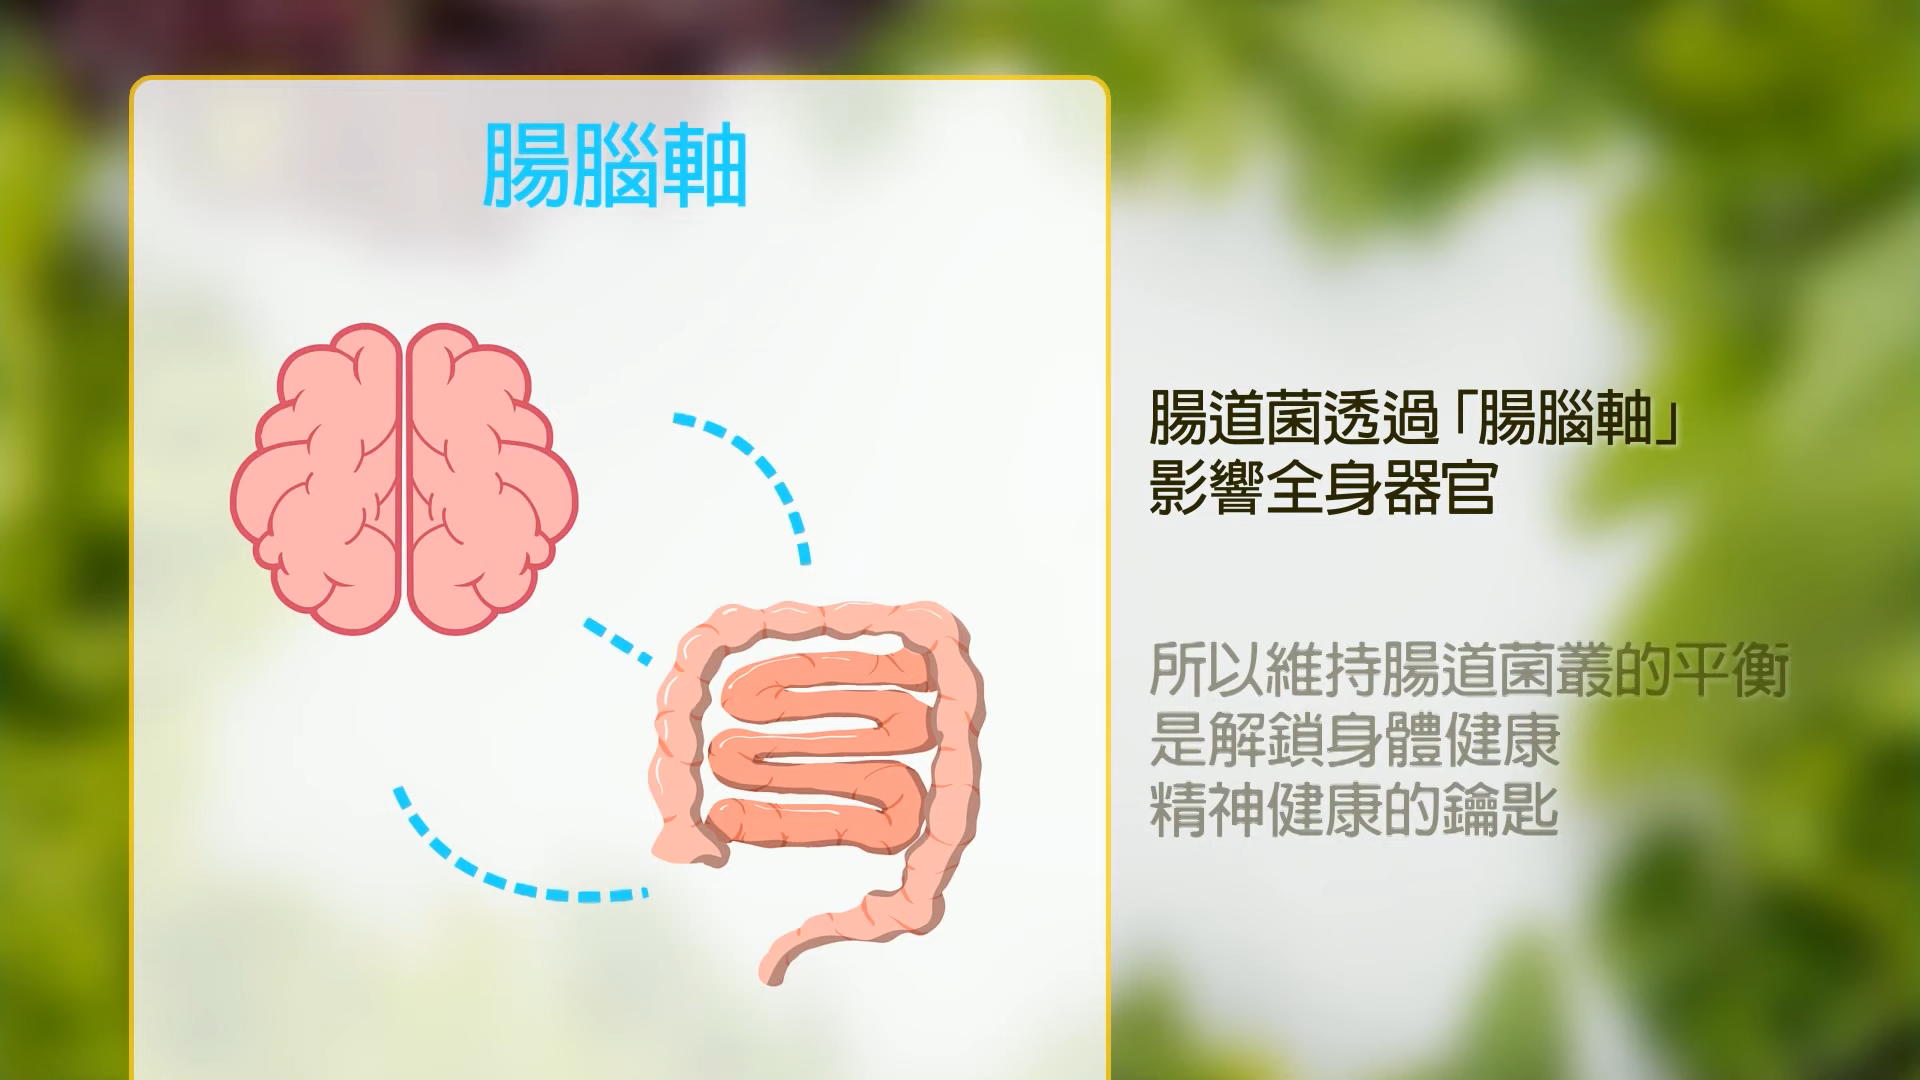 腸腦軸
腸道菌透過「腸腦軸」
影響全身器官
所以維持腸道菌叢的平衡
是解鎖身體健康
精神健康的鑰匙